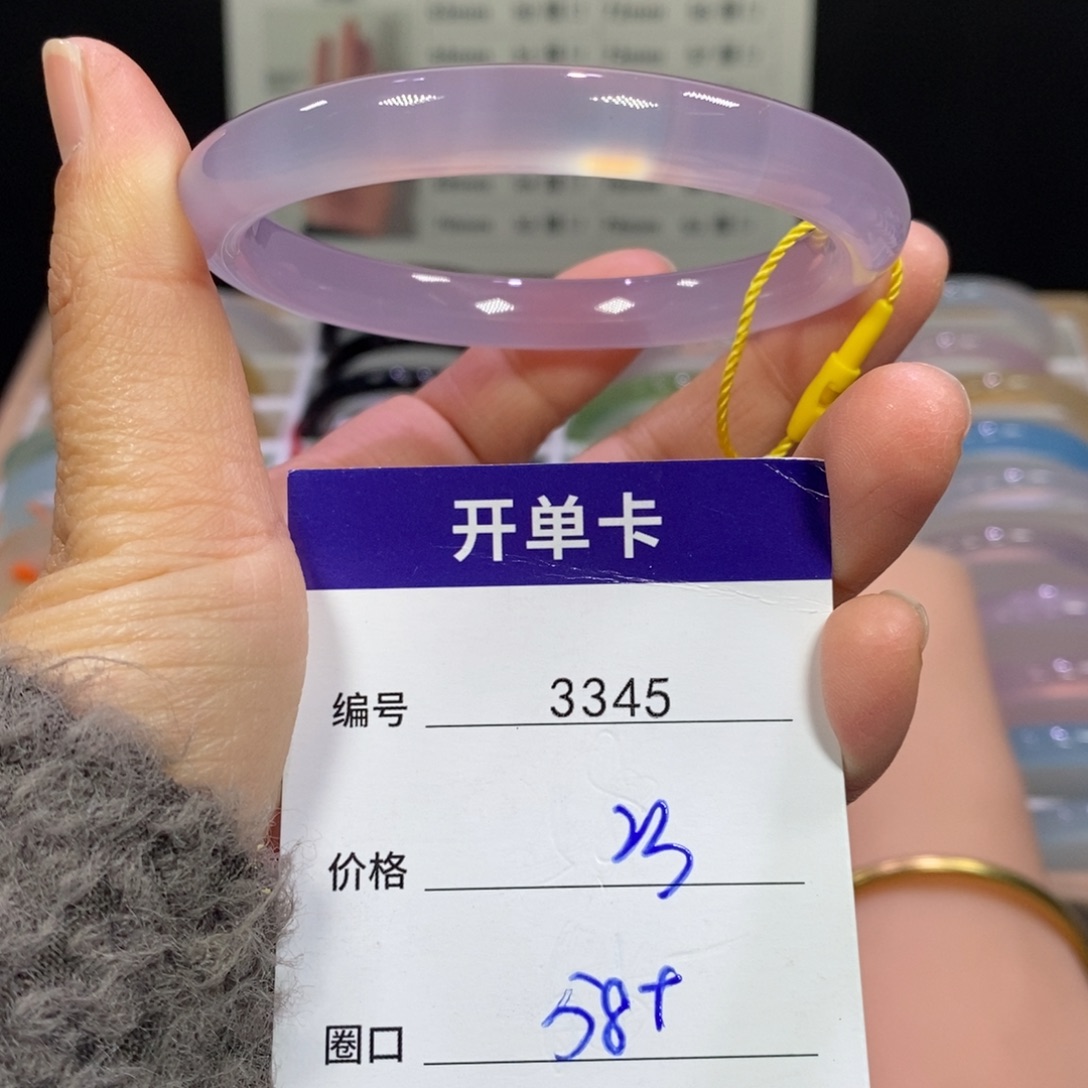 开单卡
编号 3345
价格 23
圈口 58+